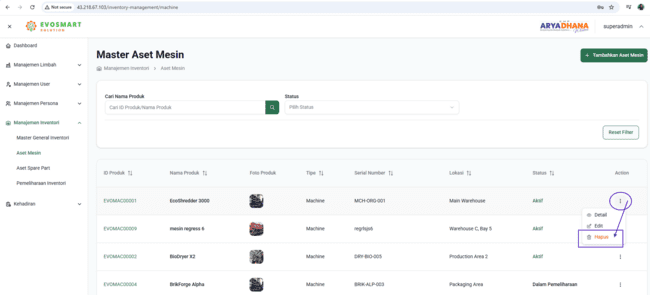 Not secure 43.218.67.103/inventory-management/machine
EVOSMART
SOLUTION
ARYADHANA
superadmin
Dashboard
Manajemen Limbah
Manajemen User
Manajemen Persona
Manajemen Inventori
Master General Inventori
Aset Mesin
Aset Spare Part
Pemeliharaan Inventori
Kehadiran
Master Aset Mesin
Manajemen Inventori > Aset Mesin
+ Tambahkan Aset Mesin
Cari Nama Produk
Cari ID Produk/Nama Produk
Status
Pilih Status
Reset Filter
ID Produk Nama Produk Foto Produk Tipe Serial Number Lokasi Status Action
EVOMAC00001 EcoShredder 3000 Machine MCH-ORG-001 Main Warehouse Aktif
Detail
Edit
Hapus
EVOMAC00009 mesin regress 6 Machine regrtsjs6 Warehouse C, Bay 5 Aktif
EVOMAC00002 BioDryer X2 Machine DRY-BIO-005 Production Area 2 Aktif
EVOMAC00004 BrikForge Alpha Machine BRIK-ALP-003 Packaging Area Dalam Pemeliharaan